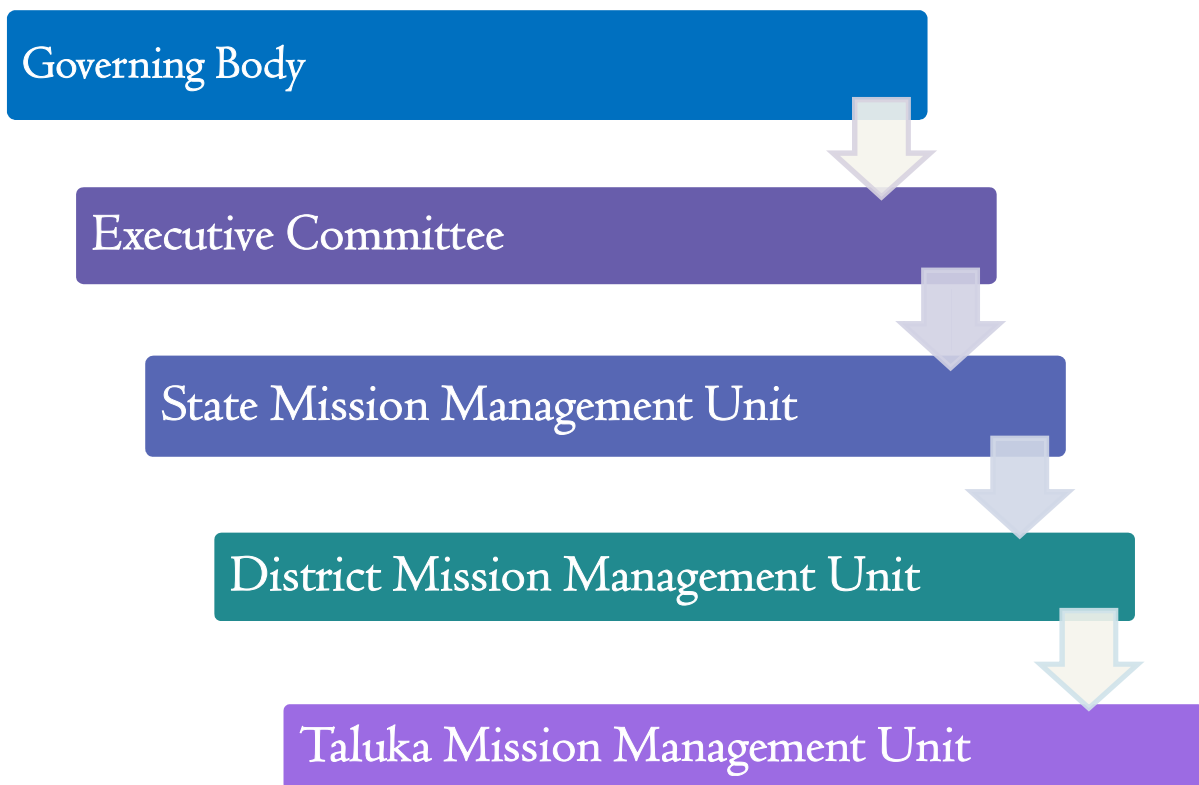 Governing Body
Executive Committee
State Mission Management Unit
District Mission Management Unit
Taluka Mission Management Unit